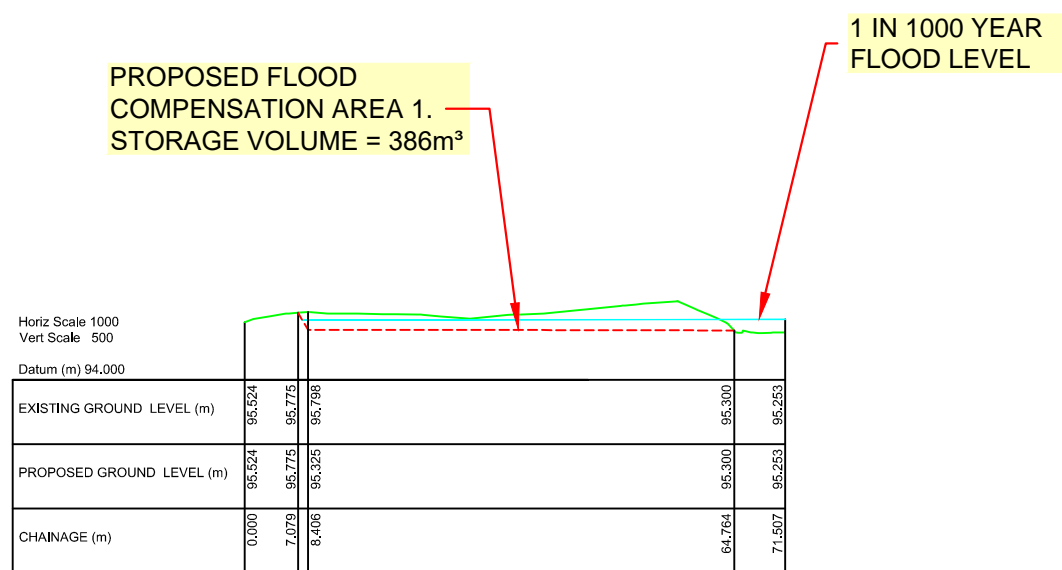 1 IN 1000 YEAR
FLOOD LEVEL
PROPOSED FLOOD
COMPENSATION AREA 1.
STORAGE VOLUME = 386m³
Horiz Scale 1000
Vert Scale 500
Datum (m) 94.000
EXISTING GROUND LEVEL (m)
95.524
95.775
95.798
95.300
95.253
PROPOSED GROUND LEVEL (m)
95.524
95.775
95.325
95.300
95.253
CHAINAGE (m)
0.000
7.079
8.406
64.764
71.507